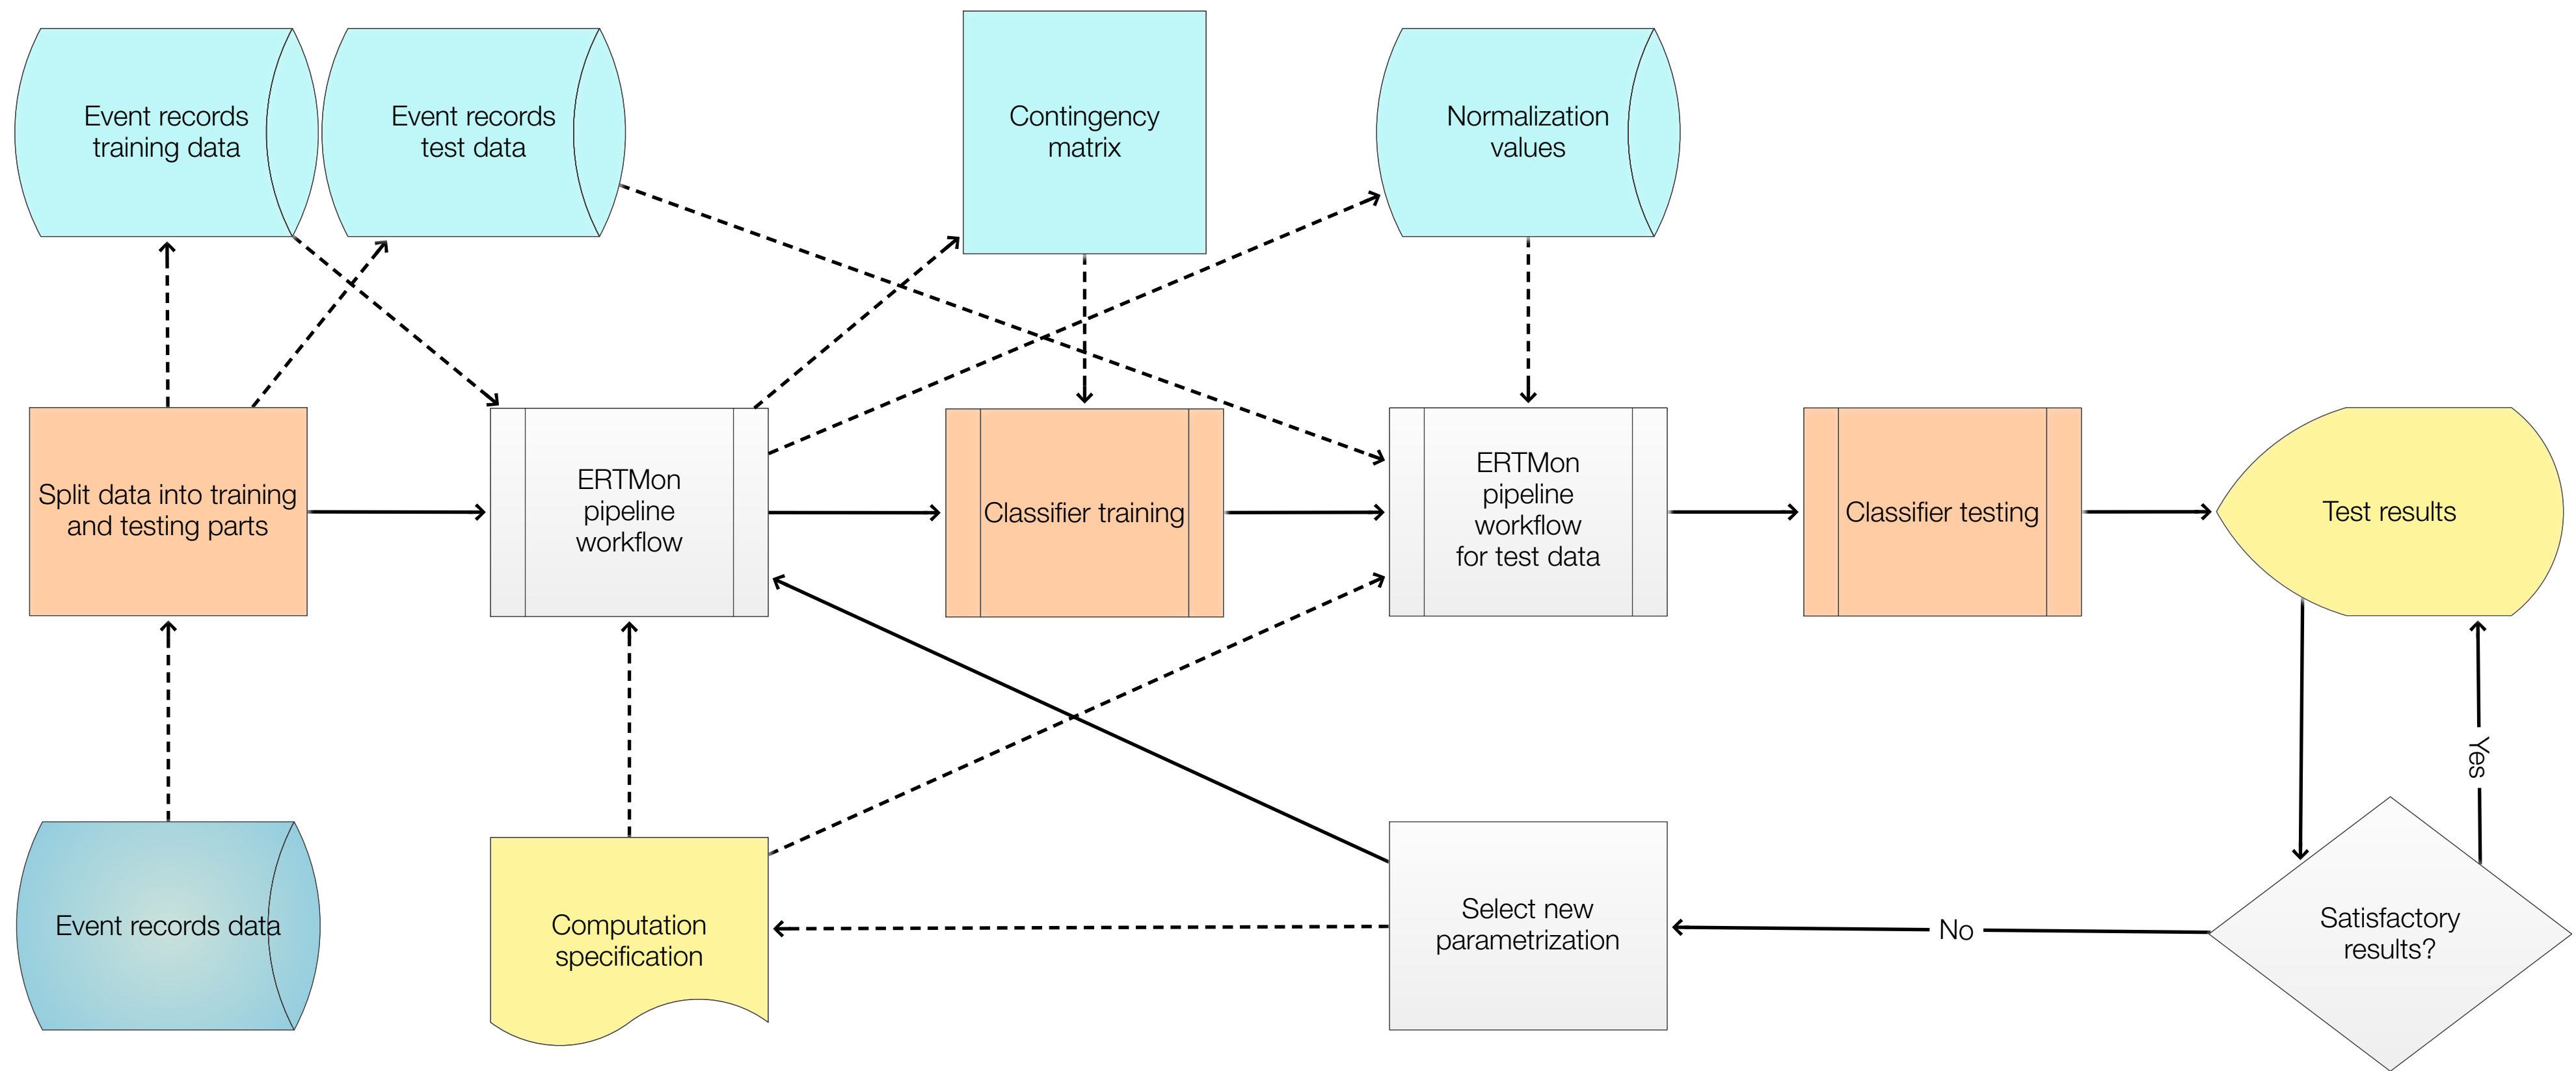 Event records
training data
Event records
test data
Contingency
matrix
Normalization
values
Split data into training
and testing parts
ERTMon
pipeline
workflow
Classifier training
ERTMon
pipeline
workflow
for test data
Classifier testing
Test results
Yes
Event records data
Computation
specification
Select new
parametrization
No
Satisfactory
results?